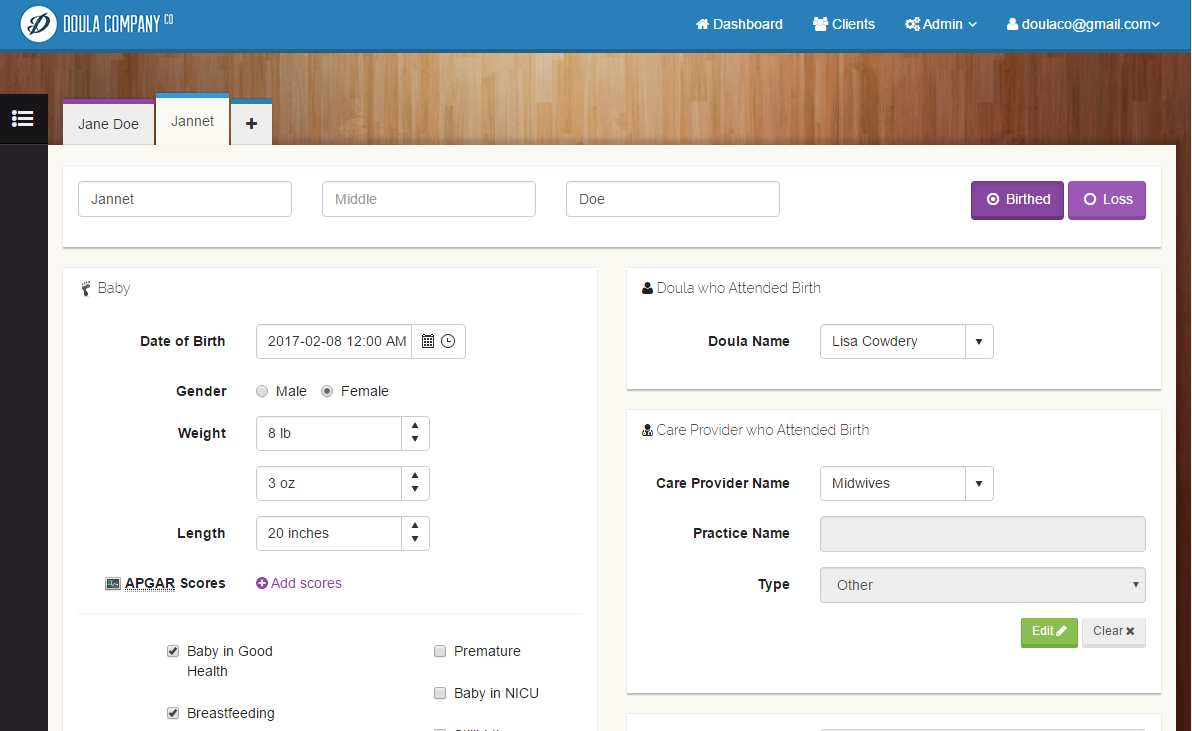 DOULA COMPANY CO
Dashboard
Clients
Admin
doulaco@gmail.com
Jane Doe
Jannet
+
Jannet
Middle
Doe
Birthed
Loss
Baby
Date of Birth
2017-02-08 12:00 AM
Gender
Male
Female
Weight
8 lb
3 oz
Length
20 inches
APGAR Scores
Add scores
Baby in Good
Health
Premature
Baby in NICU
Breastfeeding
Doula who Attended Birth
Doula Name
Lisa Cowdery
Care Provider who Attended Birth
Care Provider Name
Midwives
Practice Name
Type
Other
Edit
Clear